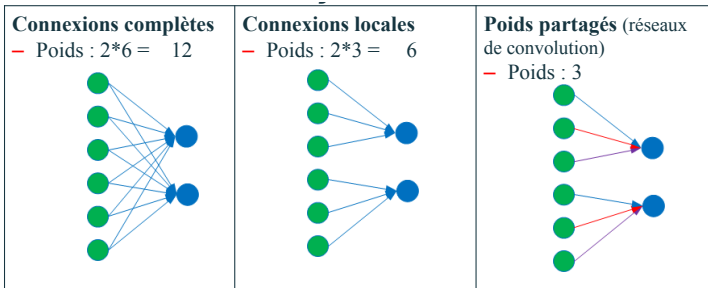 Connexions complètes
– Poids : 2*6 = 12
Connexions locales
– Poids : 2*3 = 6
Poids partagés (réseaux
de convolution)
– Poids : 3